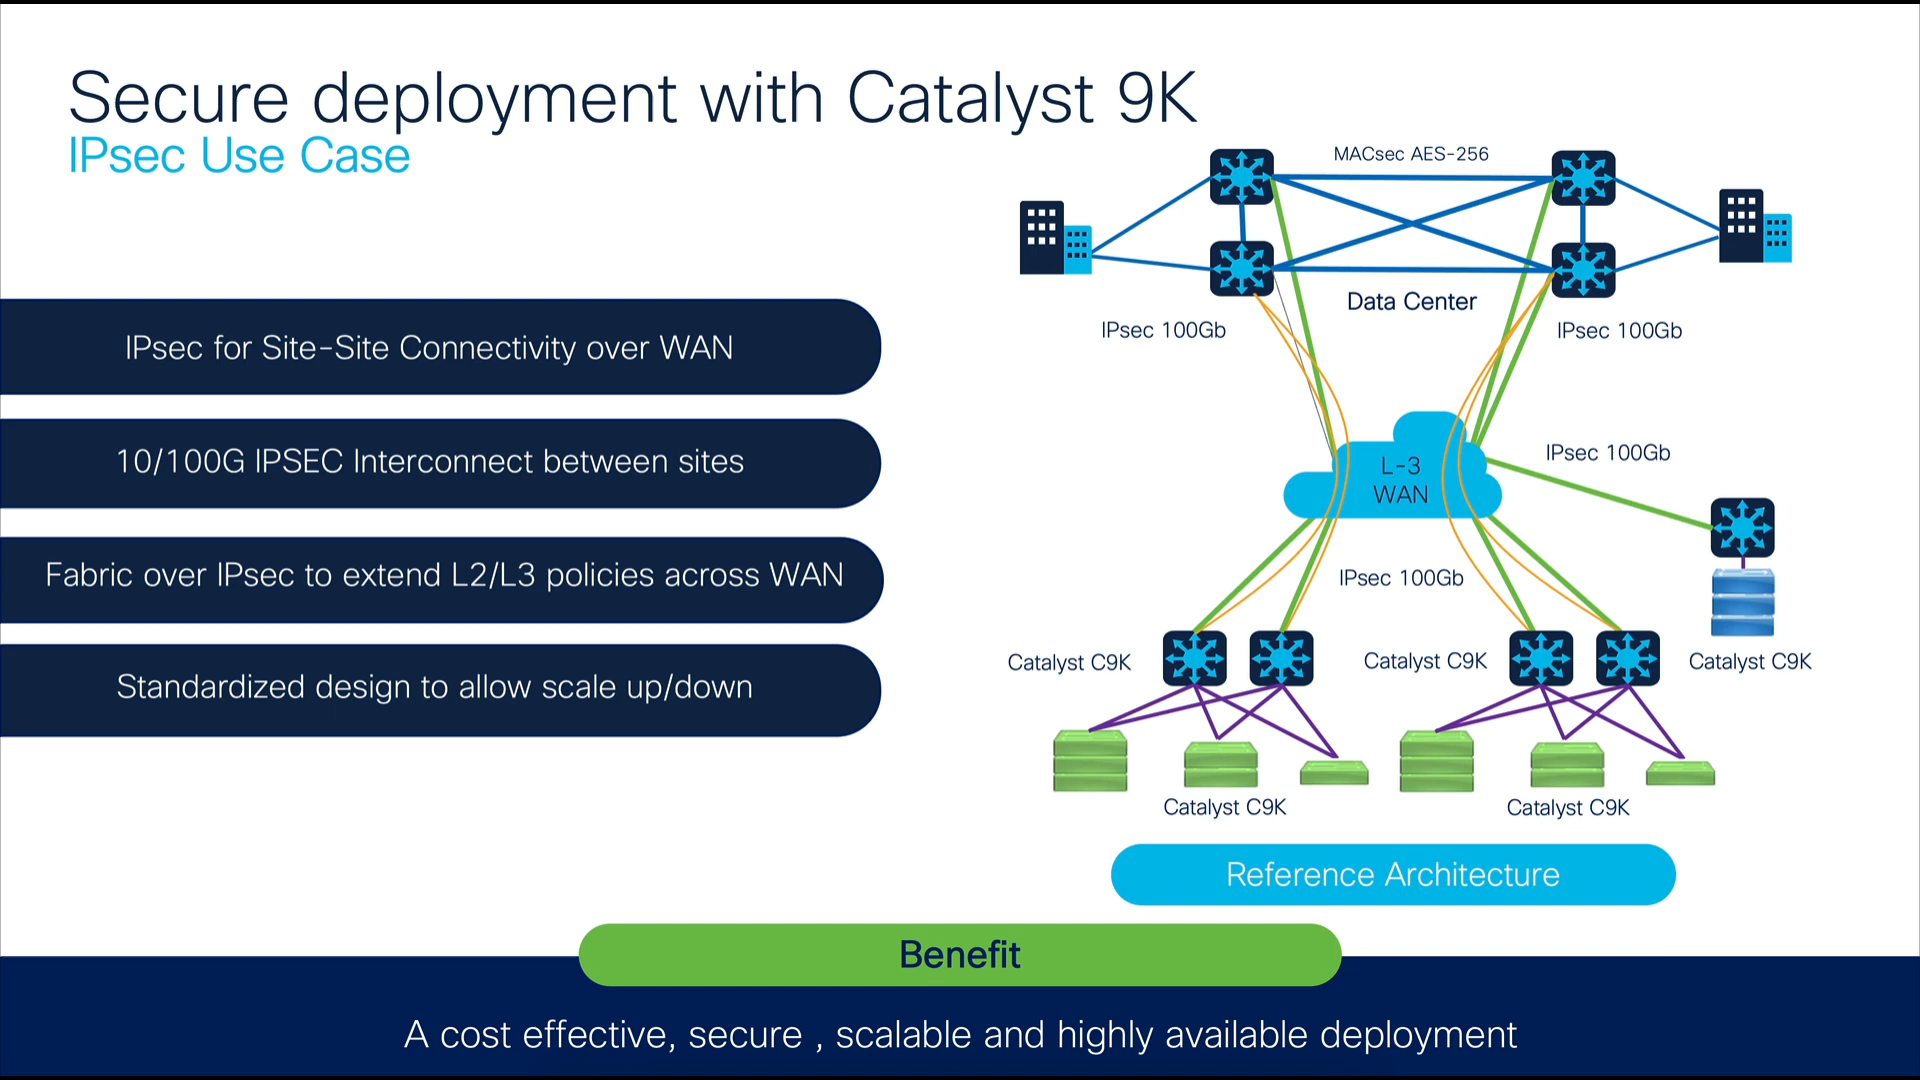 Secure deployment with Catalyst 9K
IPsec Use Case
IPsec for Site-Site Connectivity over WAN
10/100G IPSEC Interconnect between sites
Fabric over IPsec to extend L2/L3 policies across WAN
Standardized design to allow scale up/down
MACsec AES-256
Data Center
IPsec 100Gb
IPsec 100Gb
L-3
WAN
IPsec 100Gb
IPsec 100Gb
Catalyst C9K
Catalyst C9K
Catalyst C9K
Catalyst C9K
Catalyst C9K
Reference Architecture
Benefit
A cost effective, secure , scalable and highly available deployment